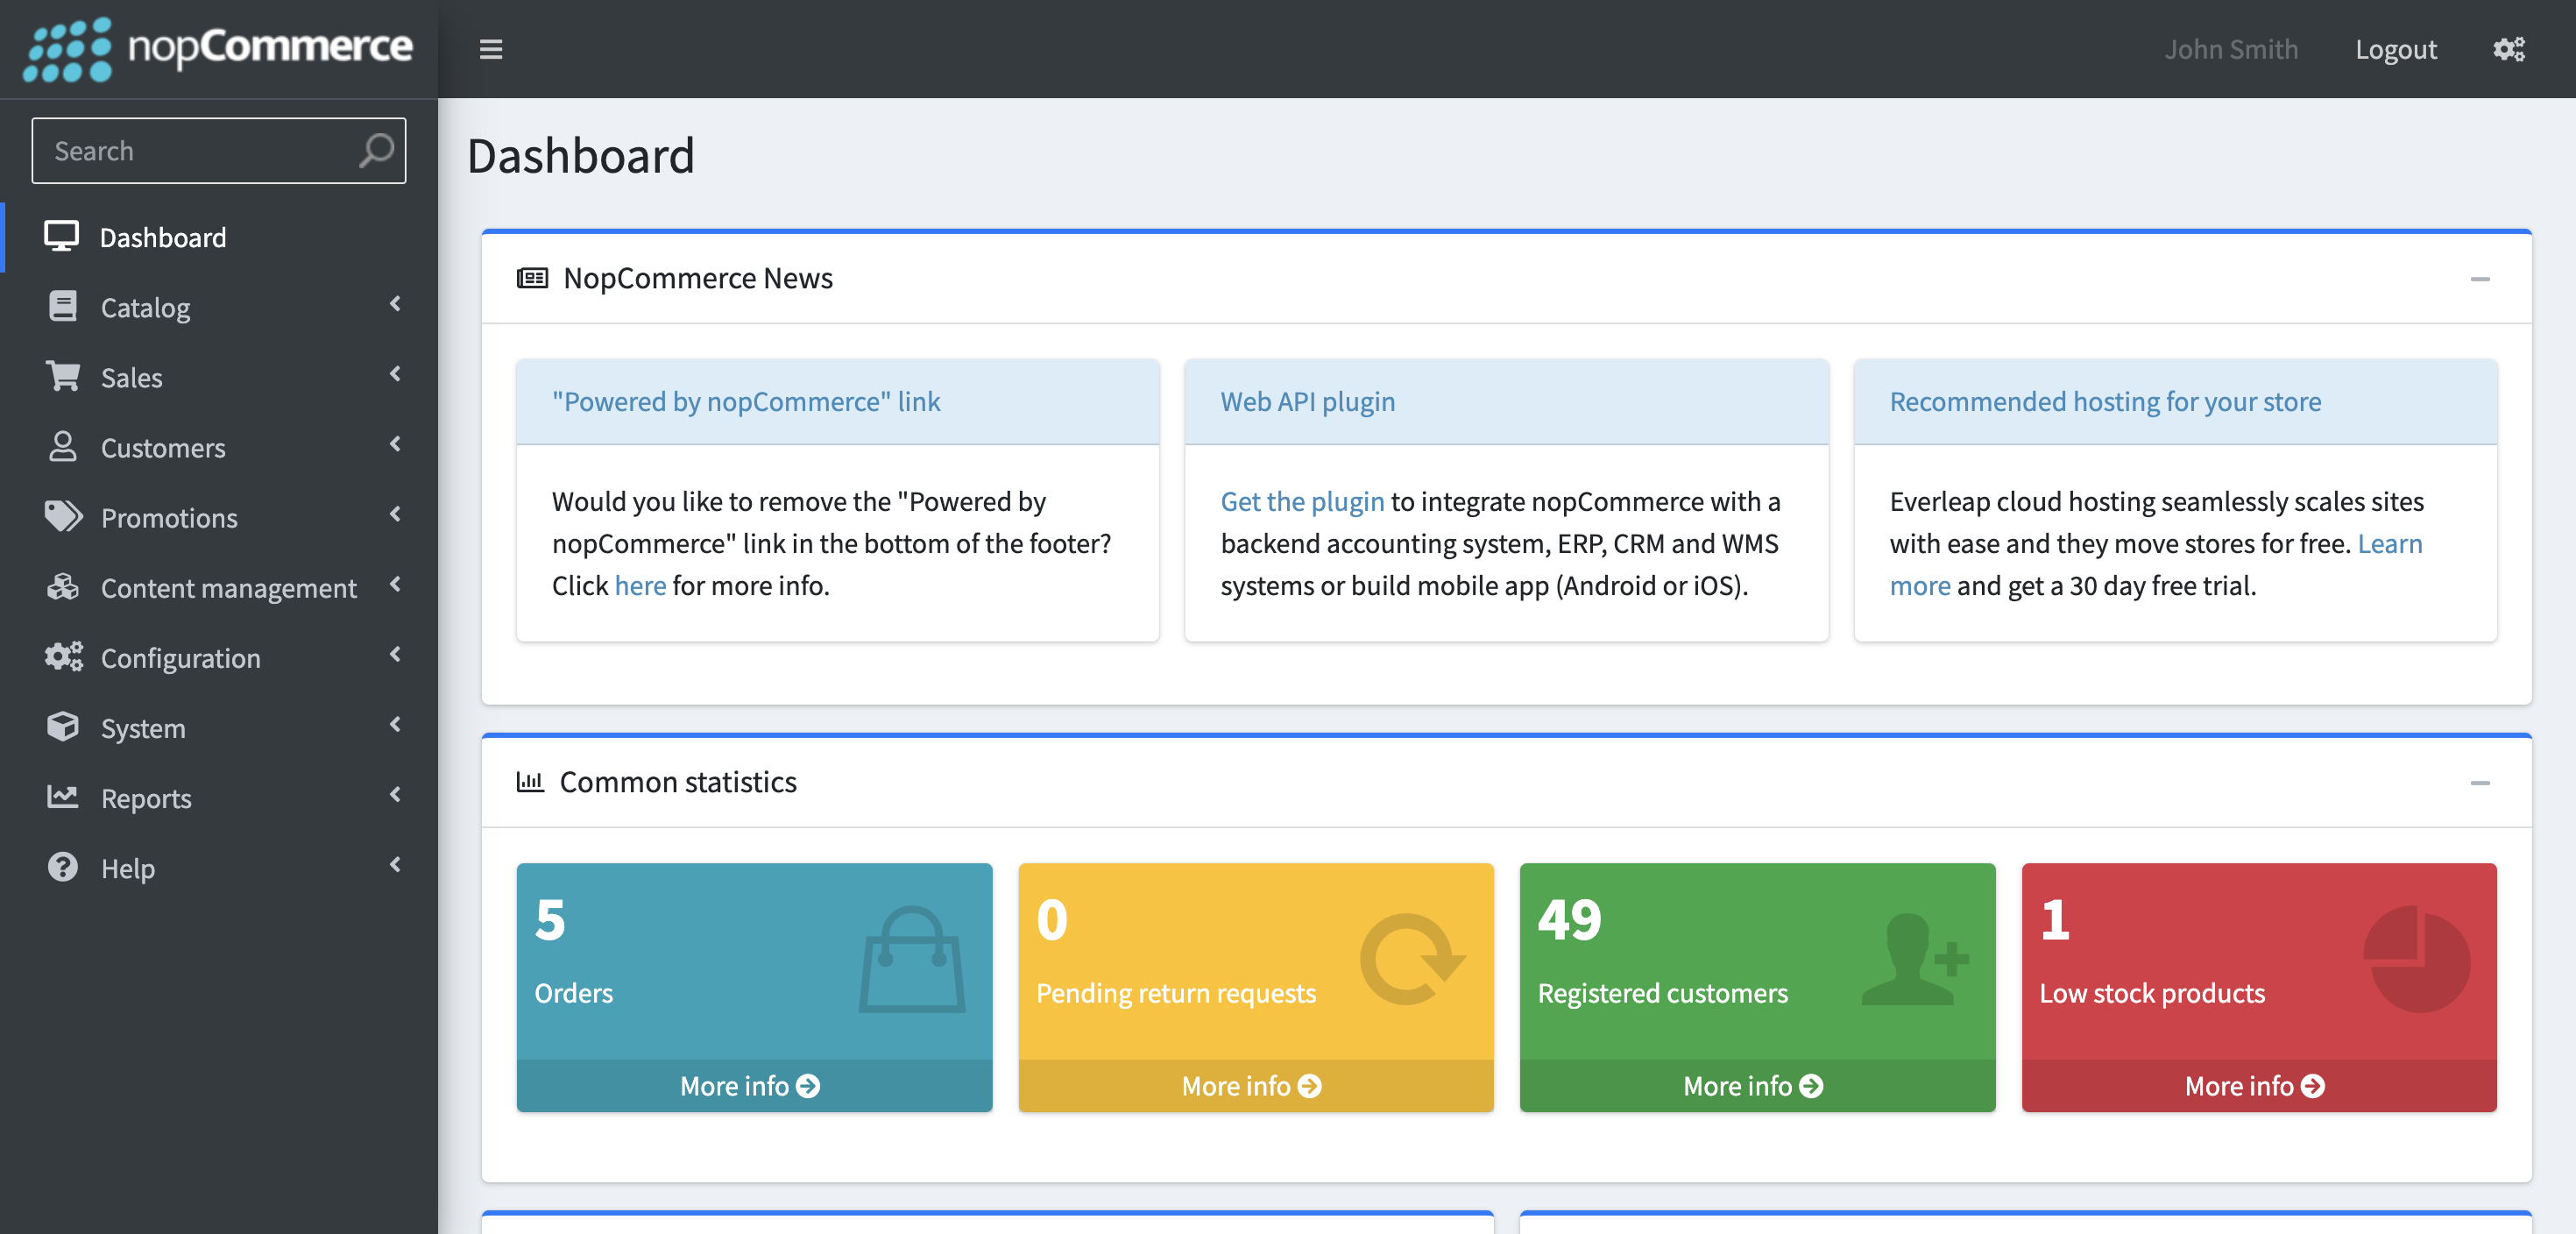 nopCommerce
John Smith
Logout
Search
Dashboard
Catalog
Sales
Customers
Promotions
Content management
Configuration
System
Reports
Help
Dashboard
NopCommerce News
"Powered by nopCommerce" link
Would you like to remove the "Powered by
nopCommerce" link in the bottom of the footer?
Click here for more info.
Web API plugin
Get the plugin to integrate nopCommerce with a
backend accounting system, ERP, CRM and WMS
systems or build mobile app (Android or iOS).
Recommended hosting for your store
Everleap cloud hosting seamlessly scales sites
with ease and they move stores for free. Learn
more and get a 30 day free trial.
Common statistics
5
Orders
More info
0
Pending return requests
More info
49
Registered customers
More info
1
Low stock products
More info